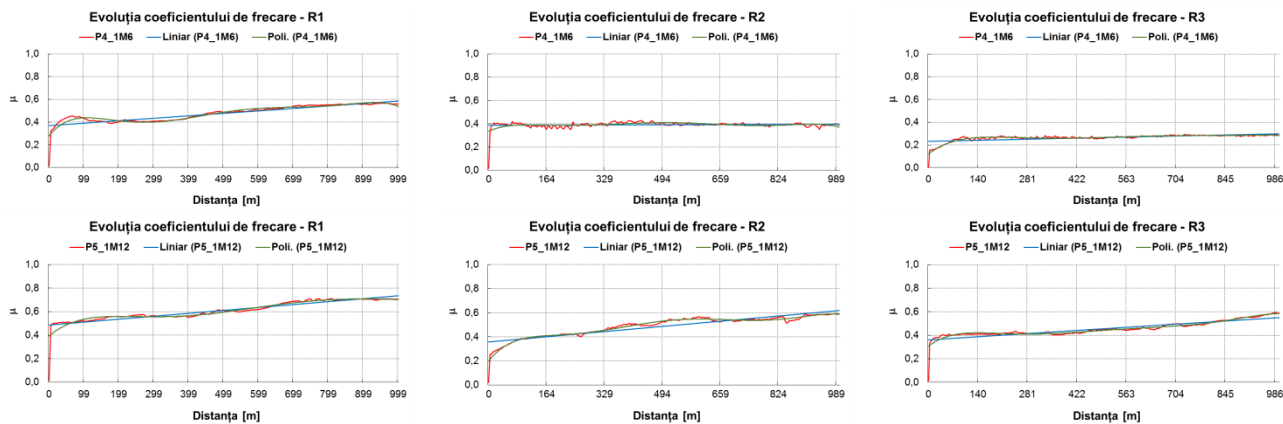 Evoluția coeficientului de frecare - R1
P4_1M6 Liniar (P4_1M6) Poli. (P4_1M6)
1,0
0,8
0,6
0,4
0,2
0,0
μ
0 99 199 299 399 499 599 699 799 899 999
Distanța [m]
Evoluția coeficientului de frecare - R2
P4_1M6 Liniar (P4_1M6) Poli. (P4_1M6)
1,0
0,8
0,6
0,4
0,2
0,0
μ
0 164 329 494 659 824 989
Distanța [m]
Evoluția coeficientului de frecare - R3
P4_1M6 Liniar (P4_1M6) Poli. (P4_1M6)
1,0
0,8
0,6
0,4
0,2
0,0
μ
0 140 281 422 563 704 845 986
Distanța [m]
Evoluția coeficientului de frecare - R1
P5_1M12 Liniar (P5_1M12) Poli. (P5_1M12)
1,0
0,8
0,6
0,4
0,2
0,0
μ
0 99 199 299 399 499 599 699 799 899 999
Distanța [m]
Evoluția coeficientului de frecare - R2
P5_1M12 Liniar (P5_1M12) Poli. (P5_1M12)
1,0
0,8
0,6
0,4
0,2
0,0
μ
0 164 329 494 659 824 989
Distanța [m]
Evoluția coeficientului de frecare - R3
P5_1M12 Liniar (P5_1M12) Poli. (P5_1M12)
1,0
0,8
0,6
0,4
0,2
0,0
μ
0 140 281 422 563 704 845 986
Distanța [m]